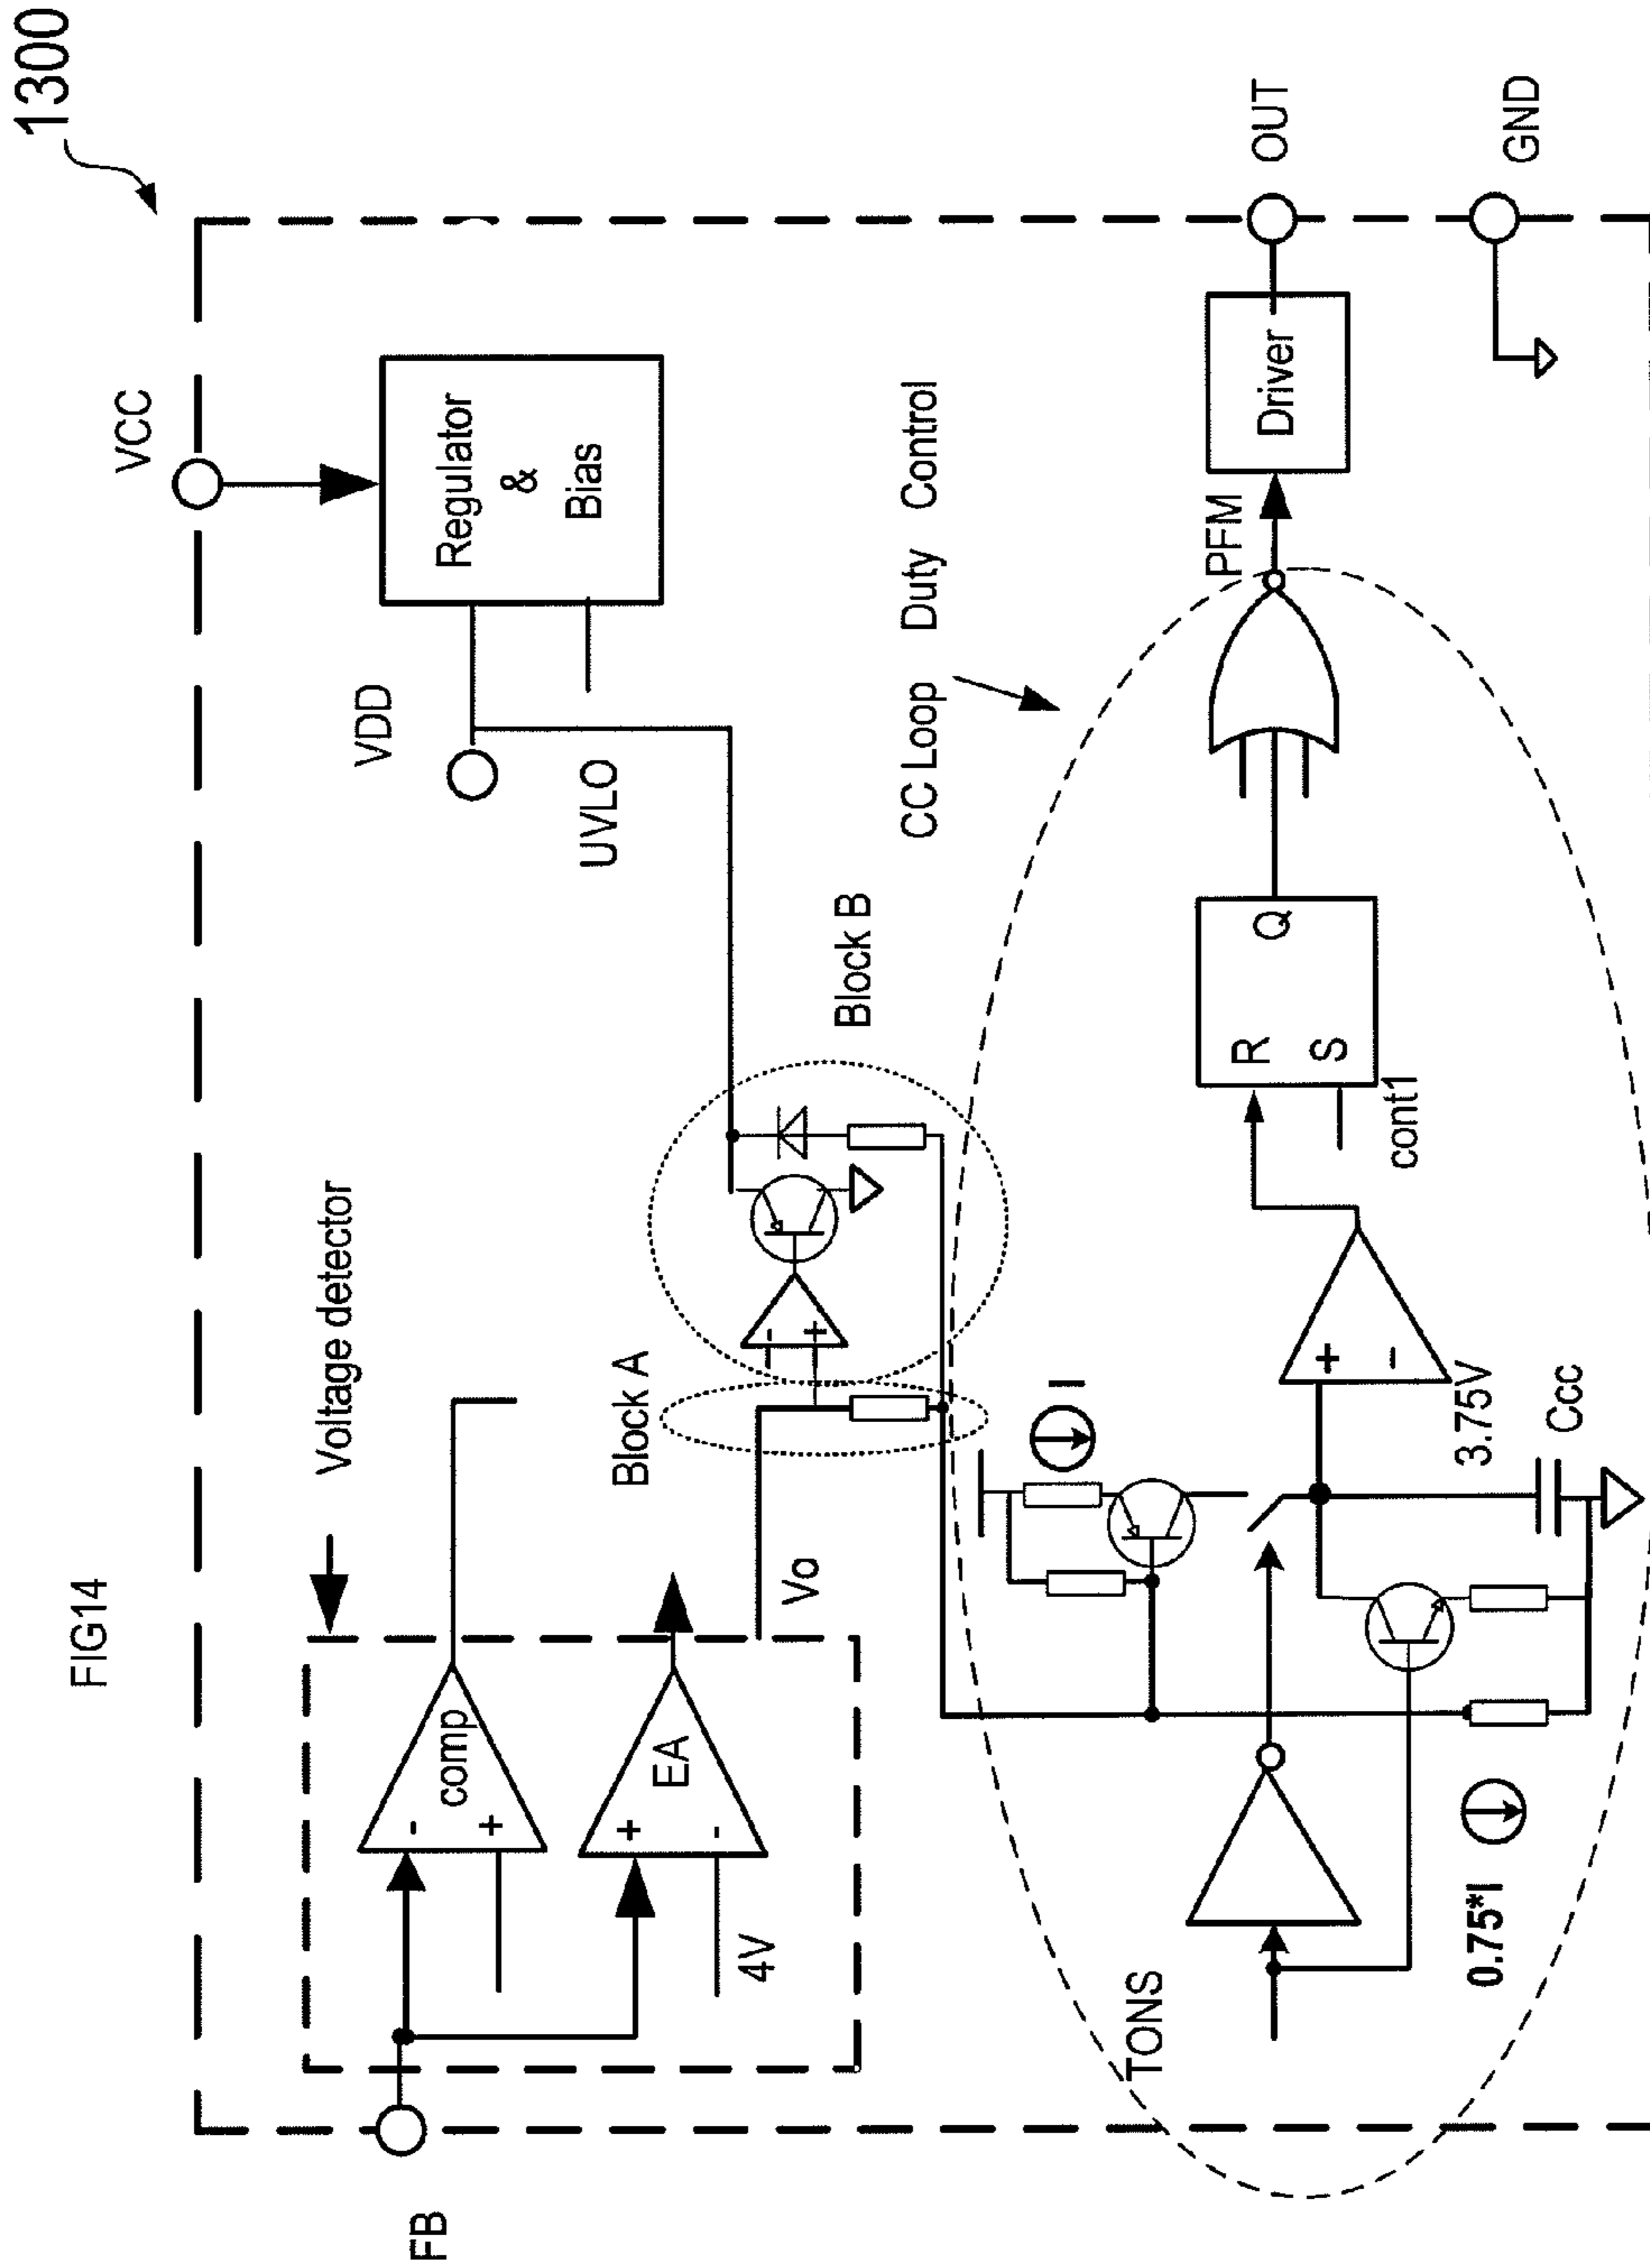 FIG14
1300
VCC
Voltage detector
VDD
Regulator
&
Bias
FB
-
comp
+
UVLO
+
EA
-
4V
Vo
Block A
-
+
Block B
CC Loop Duty Control
TONS
I
0.75*I
+
-
3.75V
Ccc
R
S
Q
cont1
PFM
Driver
OUT
GND